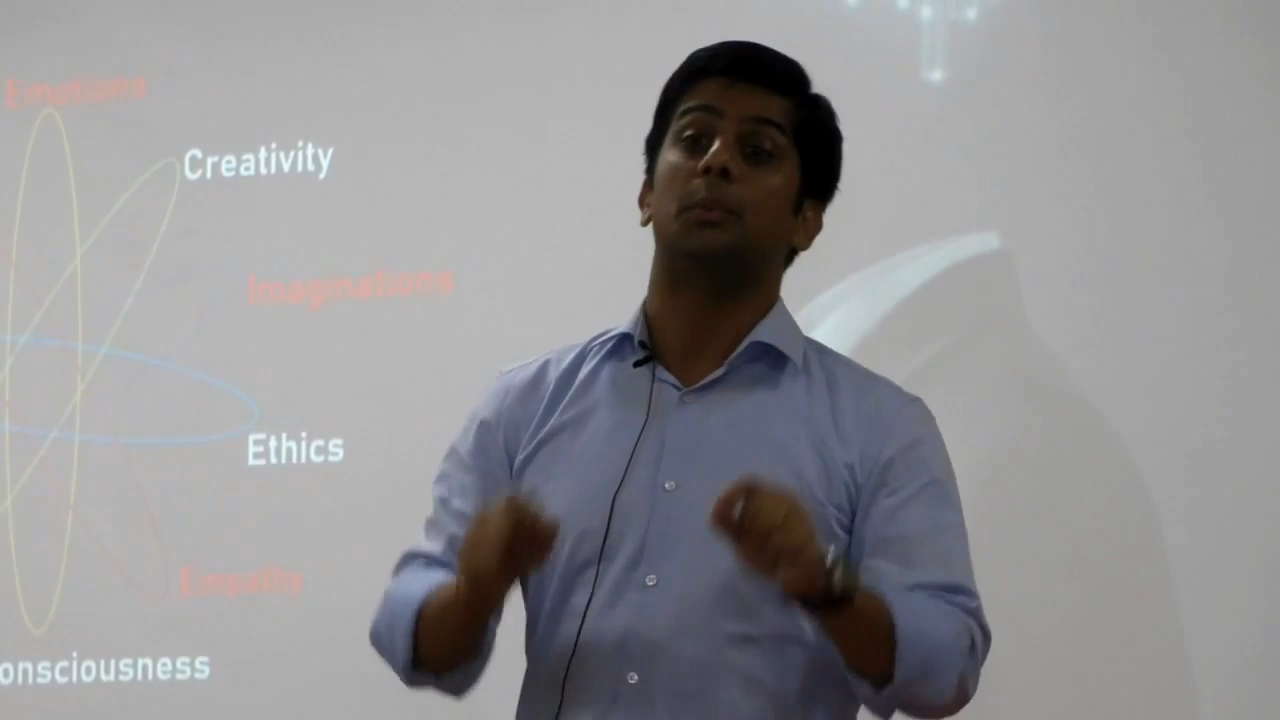 Emotions
Creativity
Imaginations
Ethics
Empathy
onsciousness